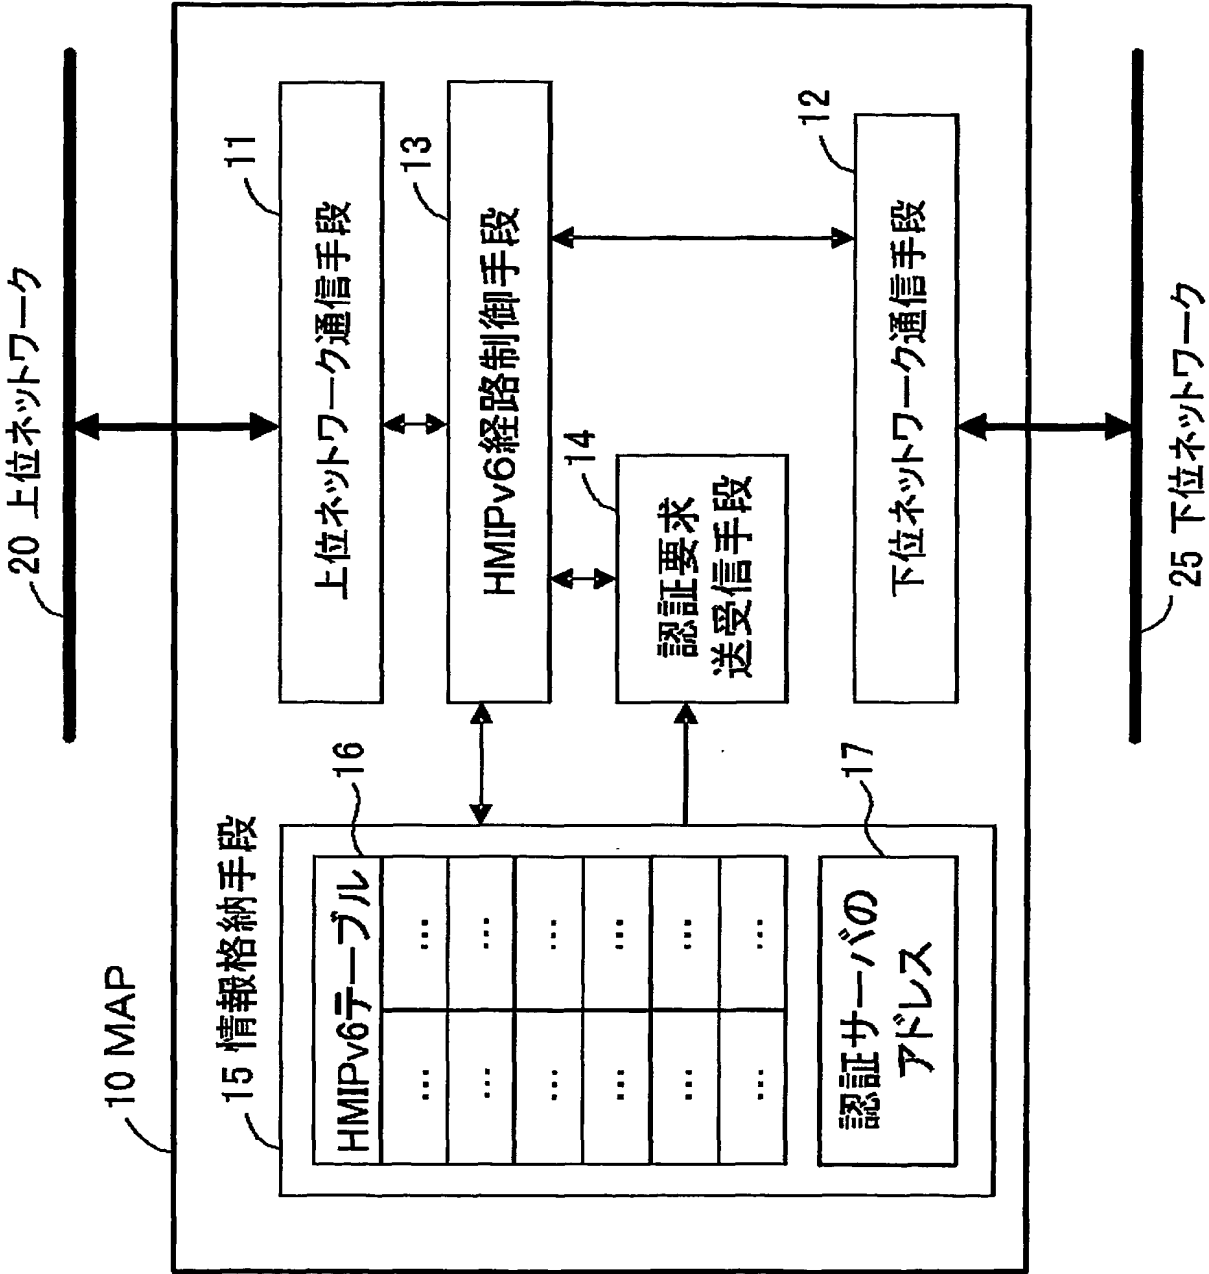 20 上位ネットワーク
10 MAP
11
上位ネットワーク通信手段
15 情報格納手段
16
HMIPv6テーブル
… …
… …
… …
… …
… …
… …
13
HMIPv6経路制御手段
14
認証要求
送受信手段
17
認証サーバの
アドレス
12
下位ネットワーク通信手段
25 下位ネットワーク